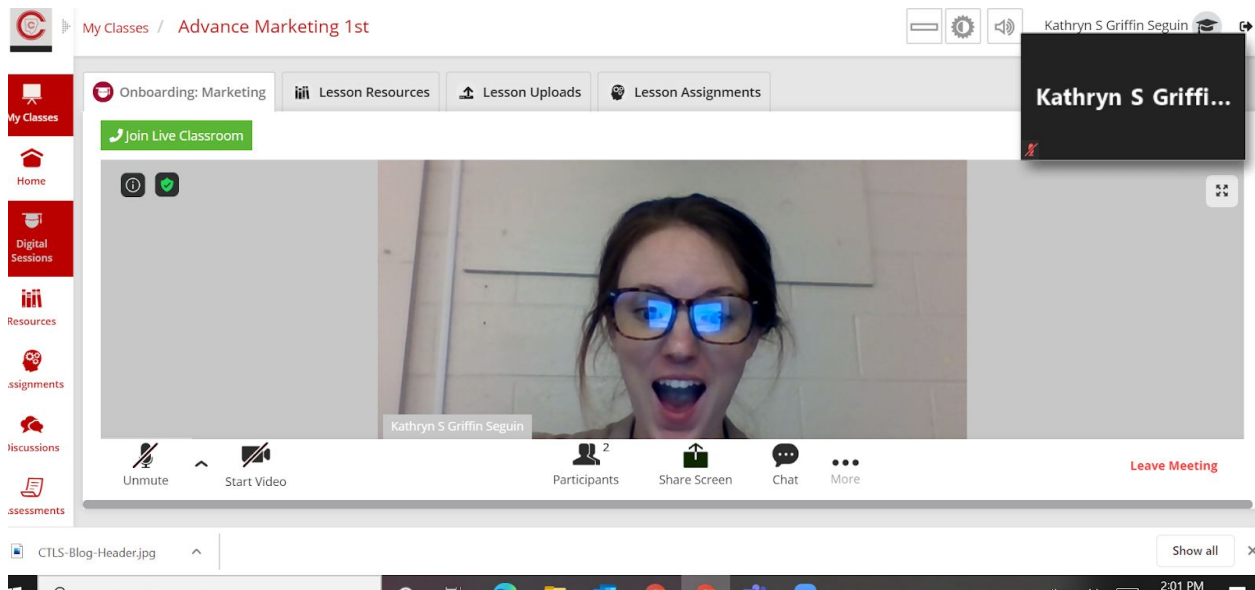 My Classes / Advance Marketing 1st
Kathryn S Griffin Seguin
Kathryn S Griffi...
My Classes
Home
Digital
Sessions
Resources
ssignments
iscussions
ssessments
Onboarding: Marketing
Lesson Resources
Lesson Uploads
Lesson Assignments
Join Live Classroom
Kathryn S Griffin Seguin
Unmute
Start Video
2
Participants
Share Screen
Chat
More
Leave Meeting
CTLS-Blog-Header.jpg
Show all
2:01 PM